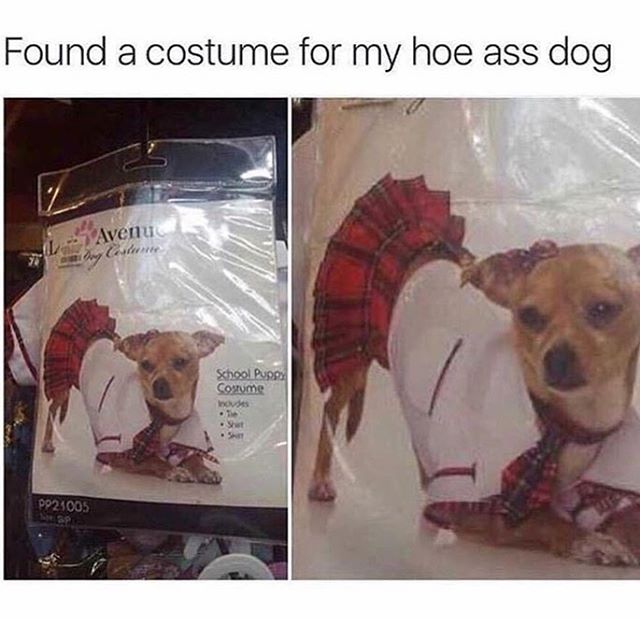 Found a costume for my hoe ass dog
Avenue
Dog Costume
School Puppy
Costume
Includes
• Tie
• Shirt
• Skirt
PP21005